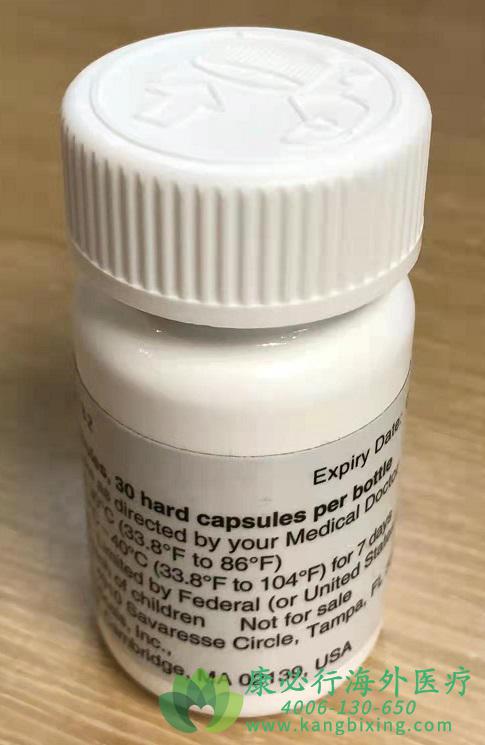 Expiry Date:
30 hard capsules per bottle
as directed by your Medical Doctor
(33.8°F to 86°F)
40°C (33.8°F to 104°F) for 7 days
by Federal (or United States
of children Not for sale
Savaresse Circle, Tampa, FL
Inc.,
MA 02139, USA
康必行海外医疗
4006-130-650
www.kangbixing.com